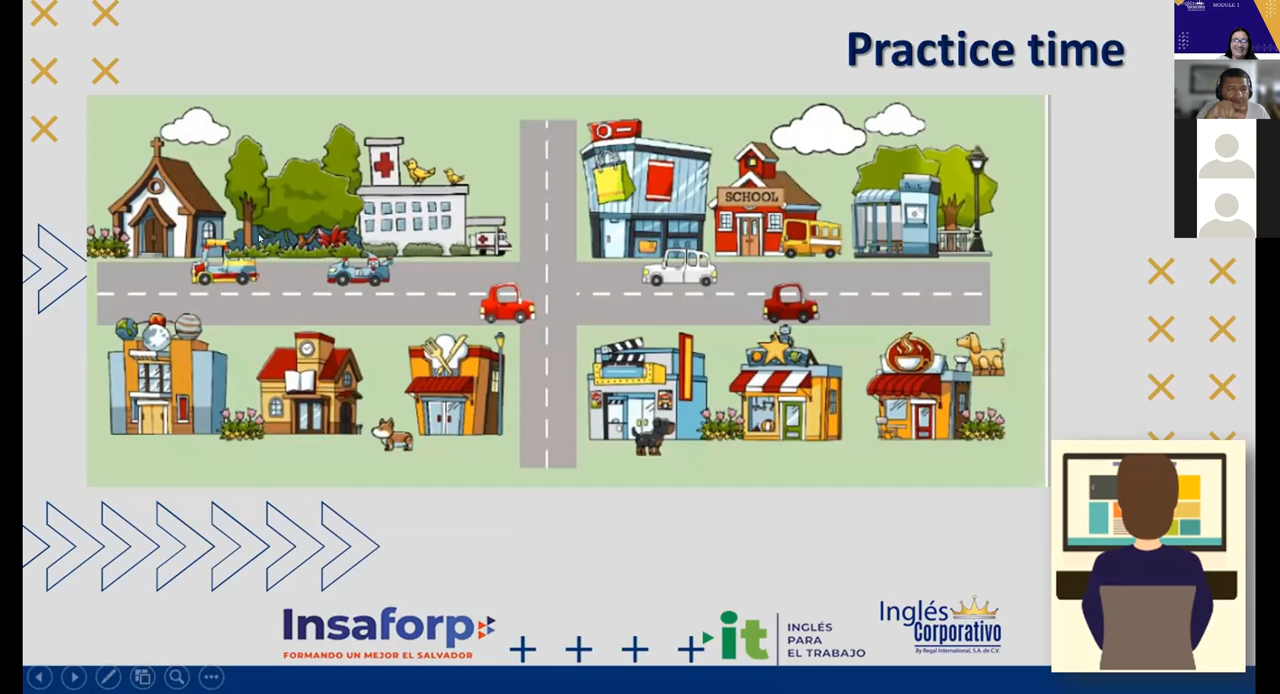 Practice time
MODULE 1
SCHOOL
Insaforp
FORMANDO UN MEJOR EL SALVADOR
it
INGLÉS
PARA
EL TRABAJO
Inglés
Corporativo
By Regal International, S.A. de C.V.